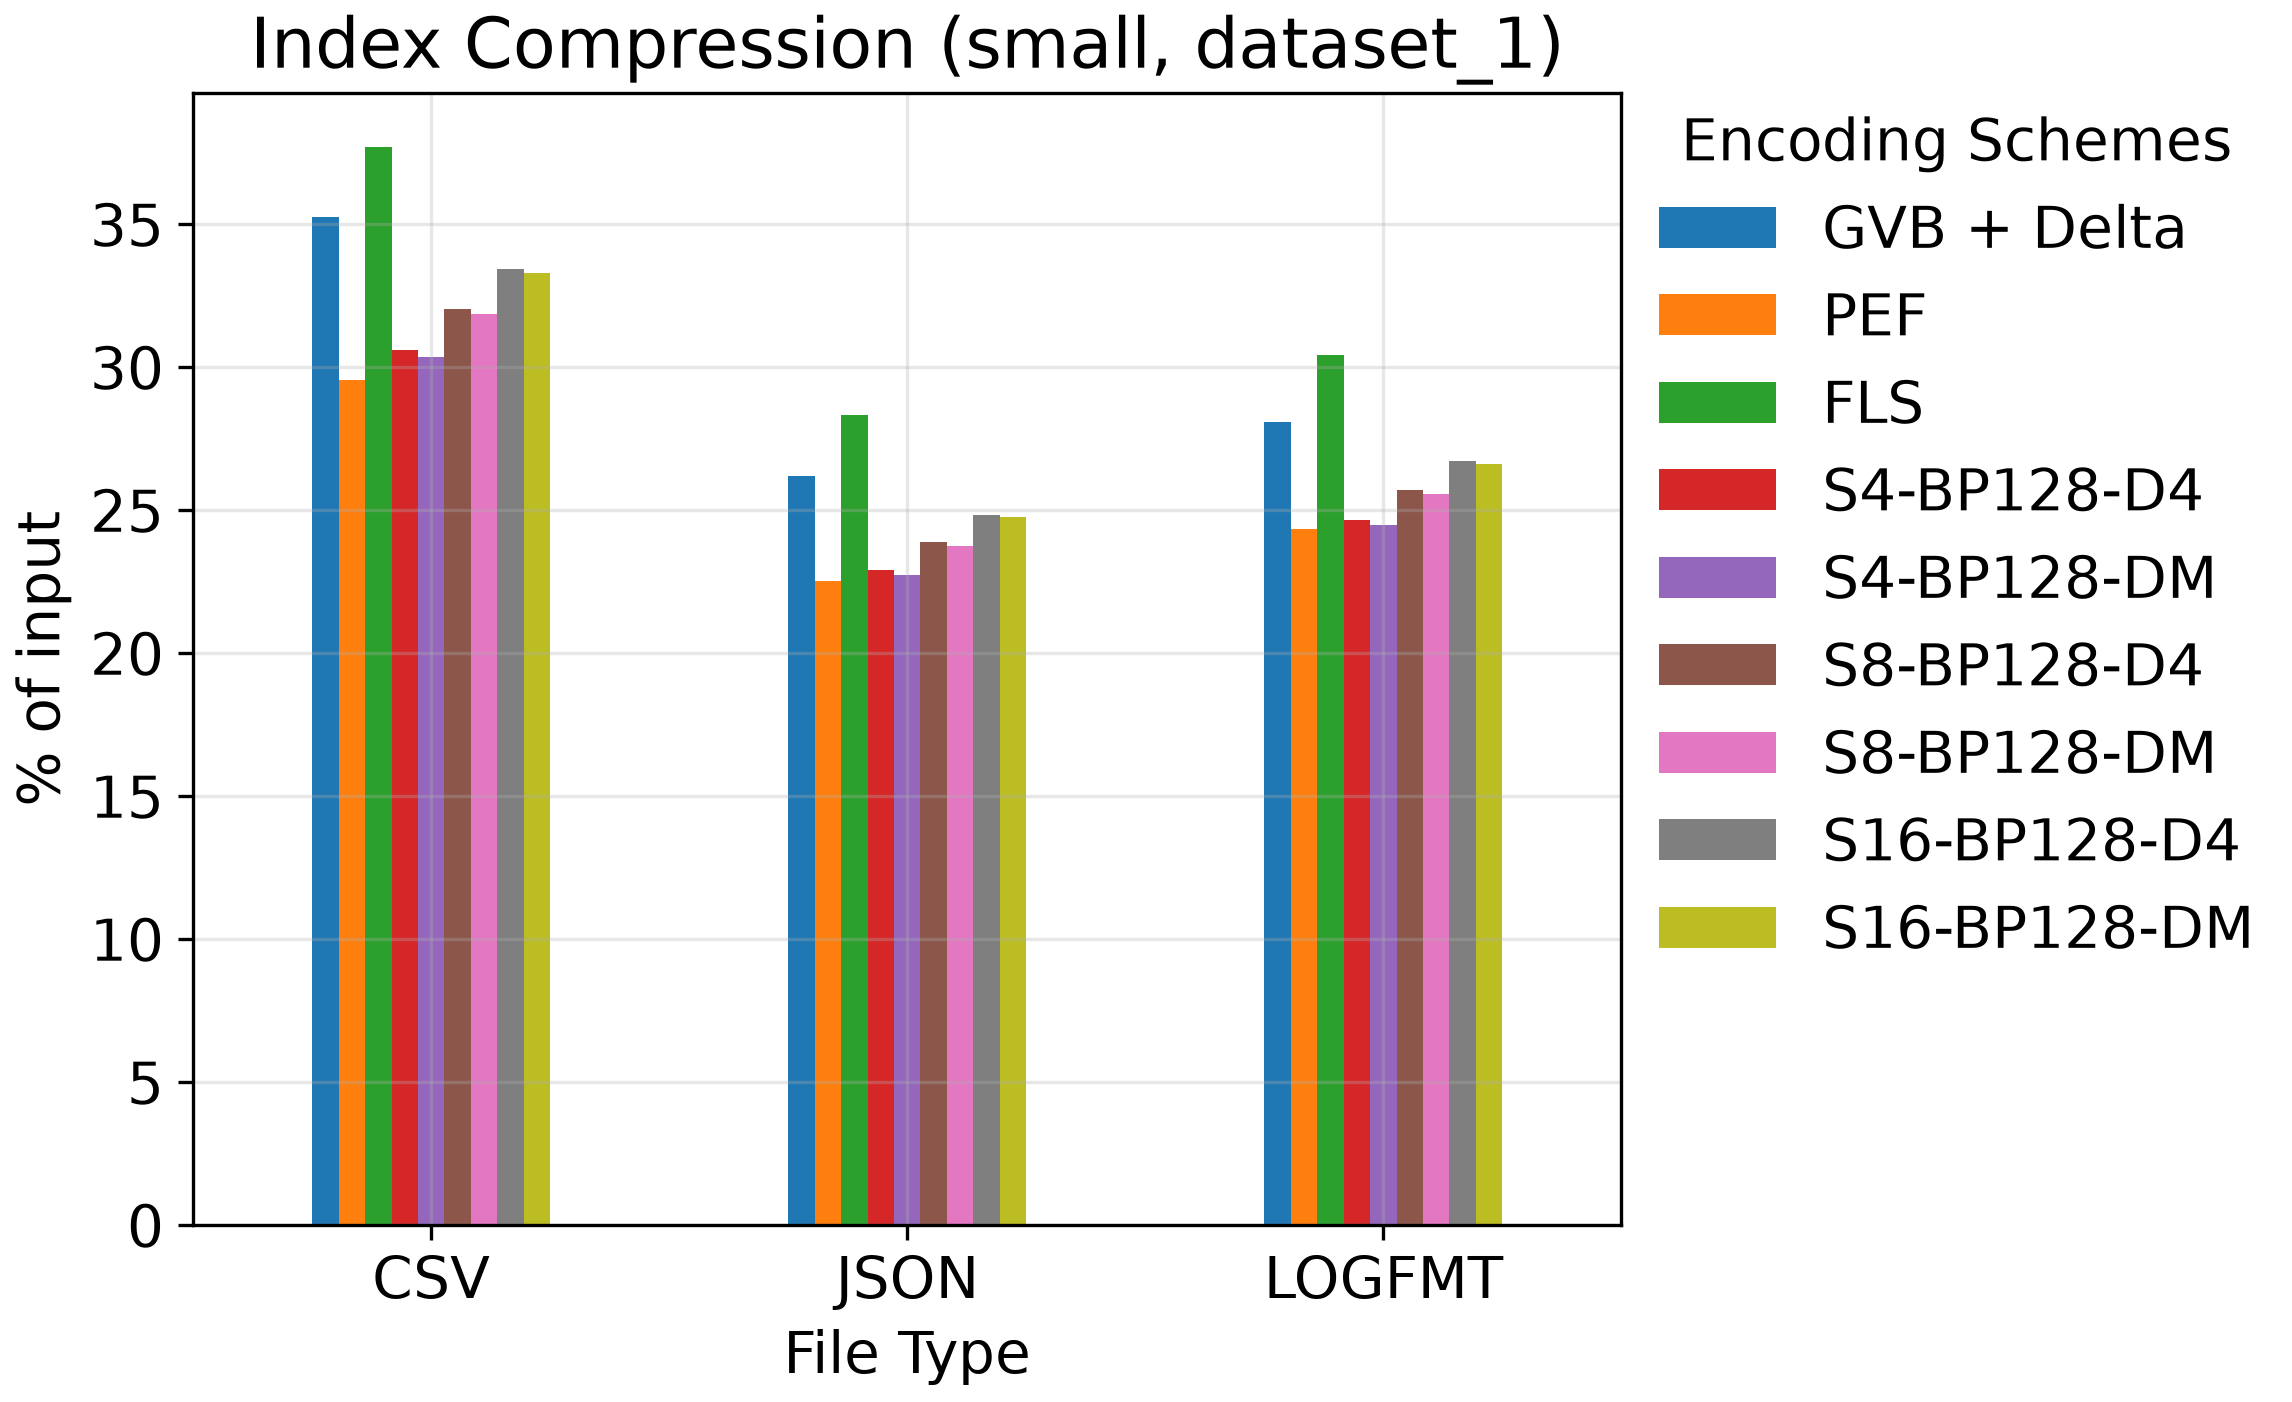 Index Compression (small, dataset_1)
% of input
35
30
25
20
15
10
5
0
CSV
JSON
LOGFMT
File Type
Encoding Schemes
GVB + Delta
PEF
FLS
S4-BP128-D4
S4-BP128-DM
S8-BP128-D4
S8-BP128-DM
S16-BP128-D4
S16-BP128-DM